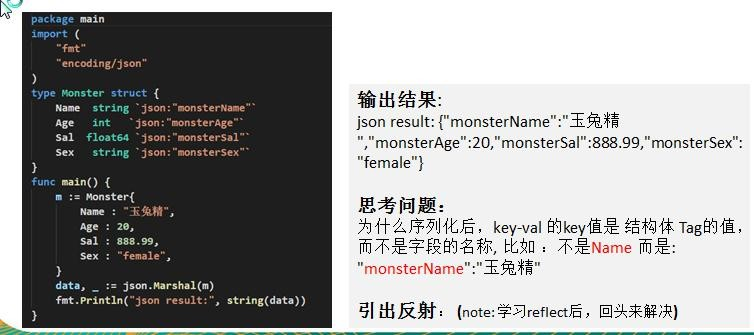 package main
import (
    "fmt"
    "encoding/json"
)
type Monster struct {
    Name  string `json:"monsterName"`
    Age   int   `json:"monsterAge"`
    Sal  float64 `json:"monsterSal"`
    Sex   string `json:"monsterSex"`
}
func main() {
    m := Monster{
        Name : "玉兔精",
        Age : 20,
        Sal : 888.99,
        Sex : "female",
    }
    data, _ := json.Marshal(m)
    fmt.Println("json result:", string(data))
}
输出结果:
json result: {"monsterName":"玉兔精
","monsterAge":20,"monsterSal":888.99,"monsterSex":
"female"}
思考问题：
为什么序列化后，key-val 的key值是 结构体 Tag的值，
而不是字段的名称, 比如 ：不是Name 而是:
"monsterName":"玉兔精"
引出反射：(note:学习reflect后，回头来解决)